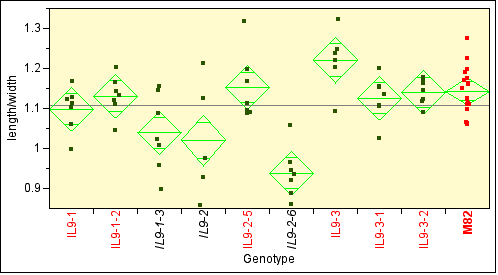 length/width
1.3
1.2
1.1
1
0.9
IL9-1
IL9-1-2
IL9-1-3
IL9-2
IL9-2-5
IL9-2-6
IL9-3
IL9-3-1
IL9-3-2
M82
Genotype